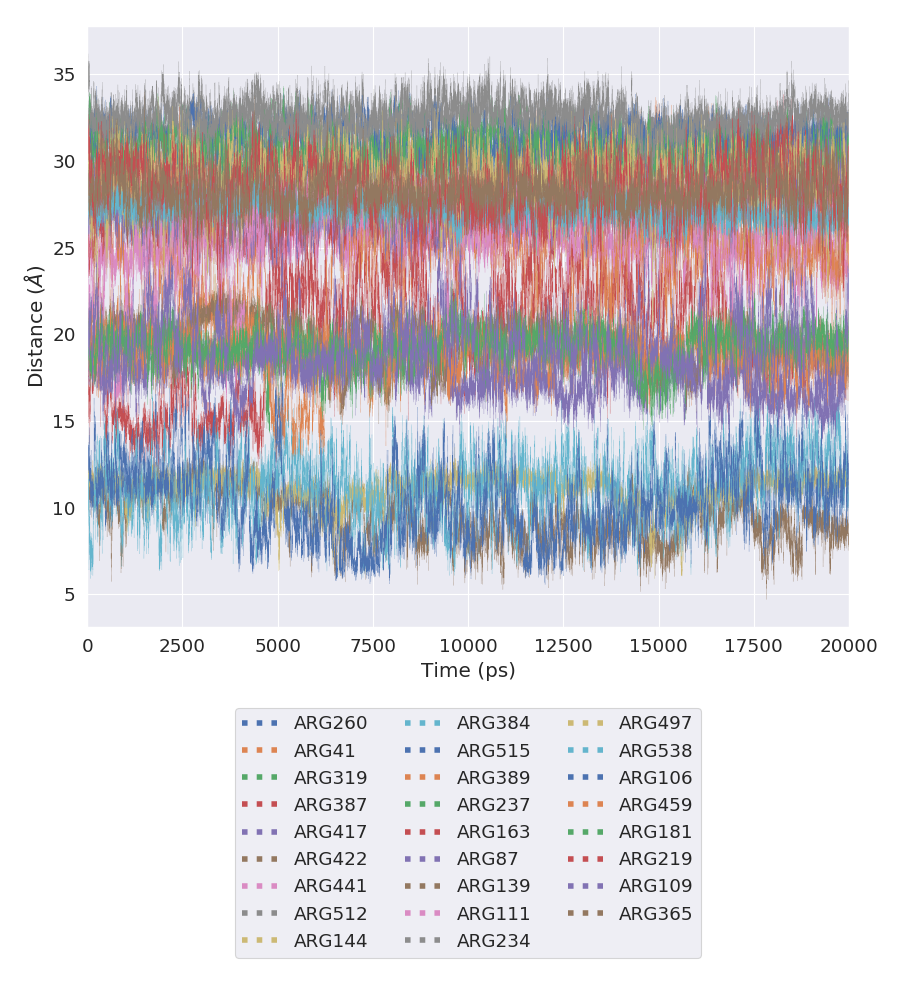 35
30
25
20
15
10
5
Distance (Å)
0 2500 5000 7500 10000 12500 15000 17500 20000
Time (ps)
ARG260 ARG384 ARG497
ARG41 ARG515 ARG538
ARG319 ARG389 ARG106
ARG387 ARG237 ARG459
ARG417 ARG163 ARG181
ARG422 ARG87 ARG219
ARG441 ARG139 ARG109
ARG512 ARG111 ARG365
ARG144 ARG234